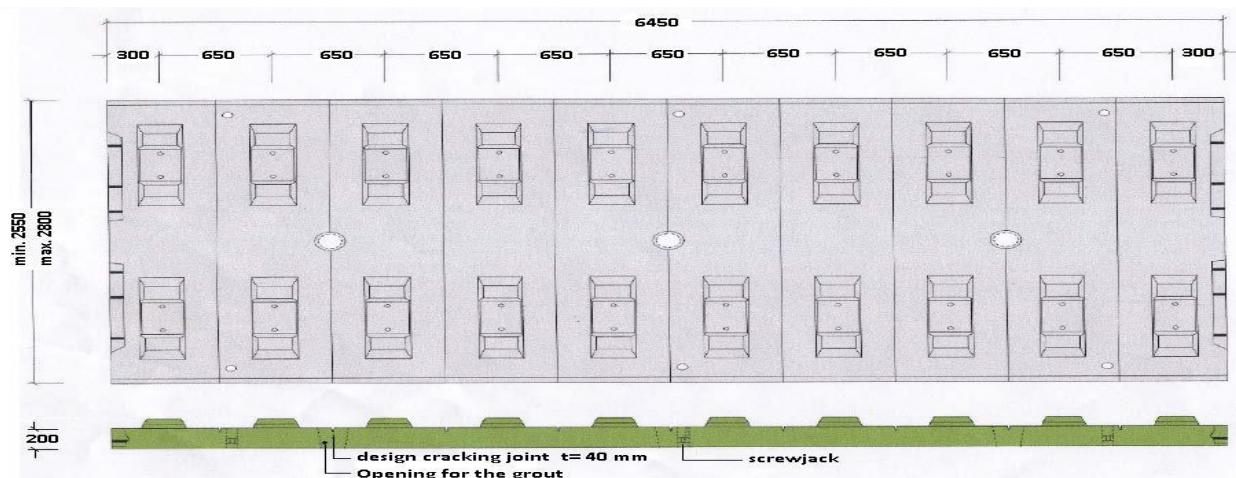 6450
300 650 650 650 650 650 650 650 650 650 300
min. 2550
max. 2800
200
design cracking joint t= 40 mm
screwjack
Opening for the grout